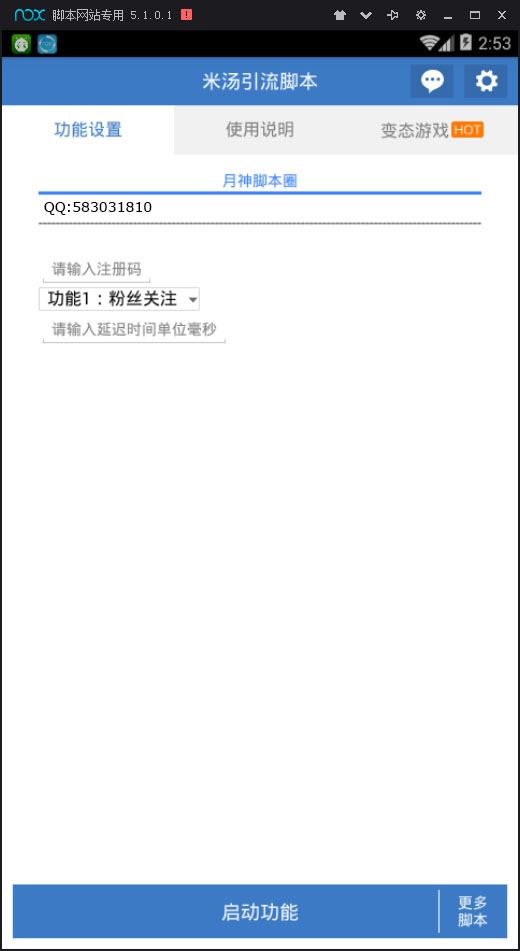 nox 脚本网站专用 5.1.0.1 !
2:53
米汤引流脚本
功能设置 使用说明 变态游戏 HOT
月神脚本圈
QQ:583031810
请输入注册码
功能1：粉丝关注
请输入延迟时间单位毫秒
启动功能
更多
脚本